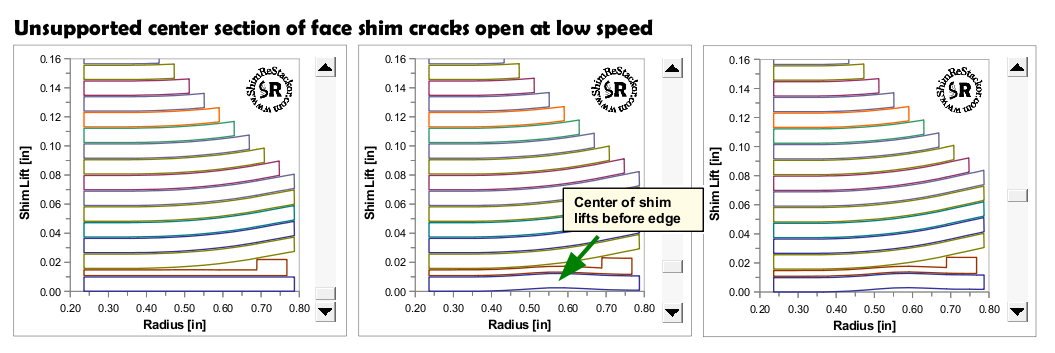 Unsupported center section of face shim cracks open at low speed
0.16
0.14
0.12
0.10
0.08
0.06
0.04
0.02
0.00
Shim Lift [in]
0.20 0.30 0.40 0.50 0.60 0.70 0.80
Radius [in]
www.ShimReStackor.com
SR
0.16
0.14
0.12
0.10
0.08
0.06
0.04
0.02
0.00
Shim Lift [in]
0.20 0.30 0.40 0.50 0.60 0.70 0.80
Radius [in]
www.ShimReStackor.com
SR
Center of shim
lifts before edge
0.16
0.14
0.12
0.10
0.08
0.06
0.04
0.02
0.00
Shim Lift [in]
0.20 0.30 0.40 0.50 0.60 0.70 0.80
Radius [in]
www.ShimReStackor.com
SR